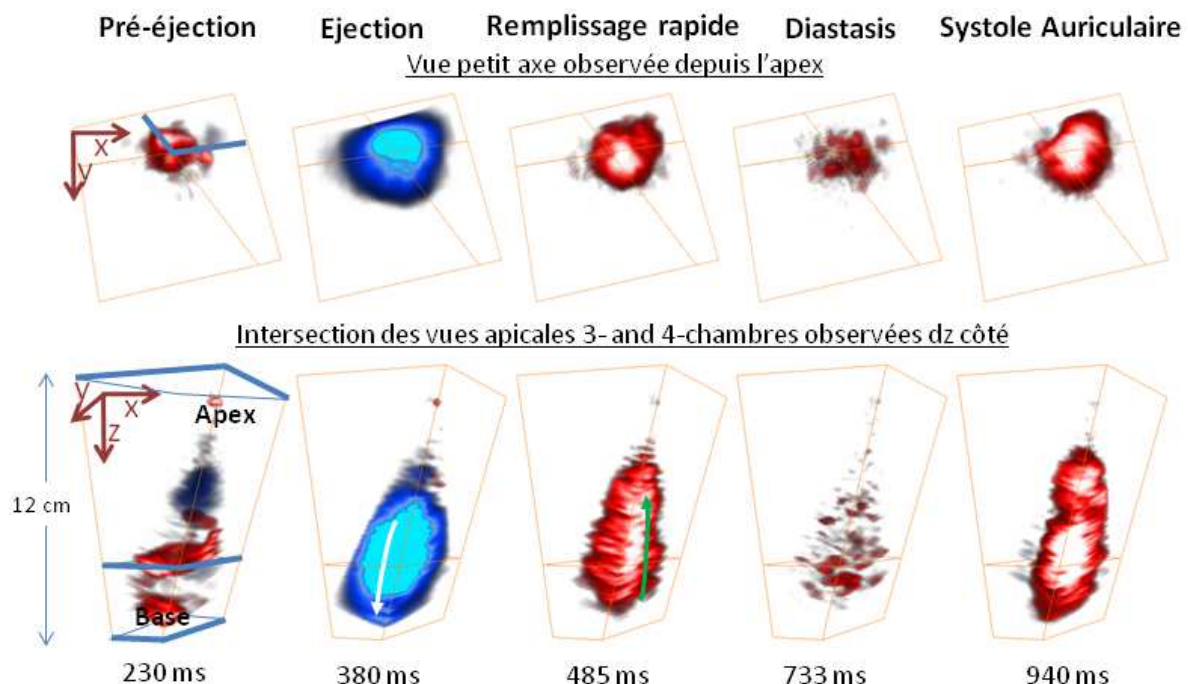 Pré-éjection Ejection Remplissage rapide Diastasis Systole Auriculaire
Vue petit axe observée depuis l'apex
x
y
Intersection des vues apicales 3- and 4-chambres observées dz côté
y
x
z
Apex
12 cm
Base
230 ms 380 ms 485 ms 733 ms 940 ms